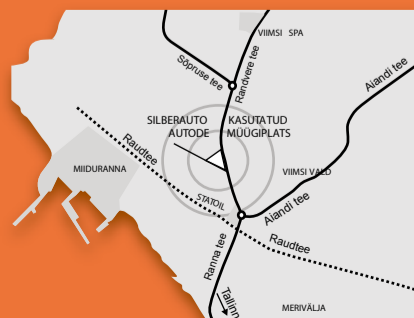 VIIMSI SPA
Sõpruse tee
Randvere tee
Aiandi tee
SILBERAUTO KASUTATUD
AUTODE MÜÜGIPLATS
Raudtee
MIIDURANNA
VIIMSI VALD
STATOIL
Aiandi tee
Ranna tee
Raudtee
Tallinn
MERIVÄLJA